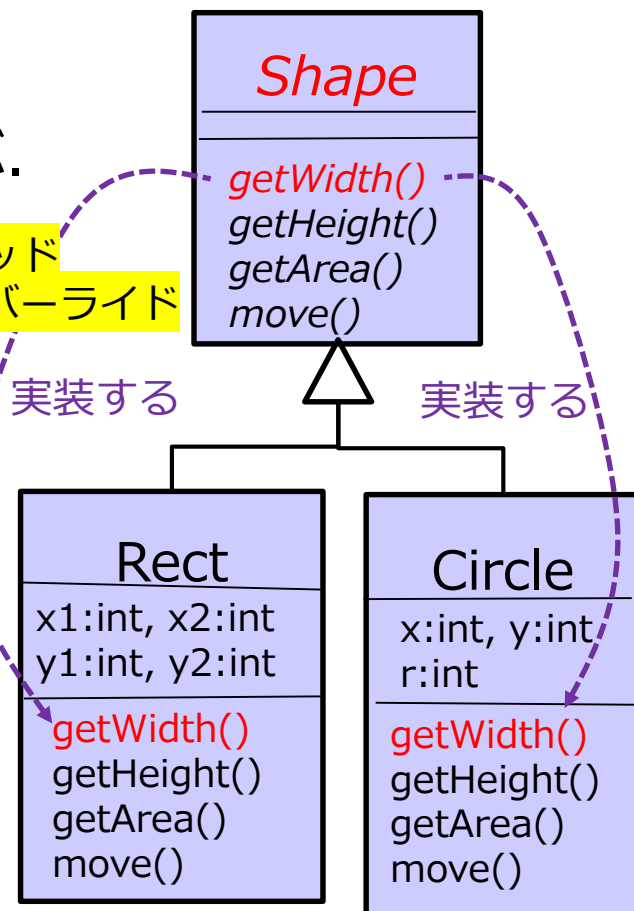 Shape
getWidth()
getHeight()
getArea()
move()
ッド
バーライド
実装する
実装する
Rect
x1:int, x2:int
y1:int, y2:int
getWidth()
getHeight()
getArea()
move()
Circle
x:int, y:int
r:int
getWidth()
getHeight()
getArea()
move()